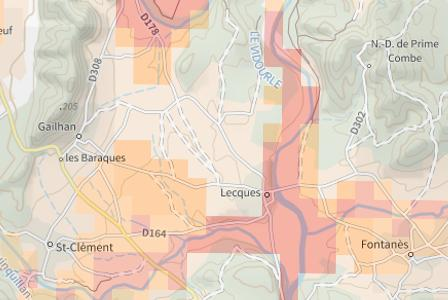 D178
LE VIDOURLE
N.-D. de Prime
Combe
euf
D308
205
D302
Gailhan
les Baraques
Lecques
D164
St-Clément
Fontanès